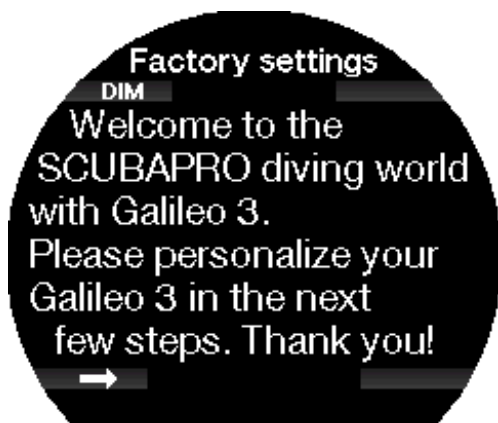 Factory settings
DIM
Welcome to the
SCUBAPRO diving world
with Galileo 3.
Please personalize your
Galileo 3 in the next
few steps. Thank you!